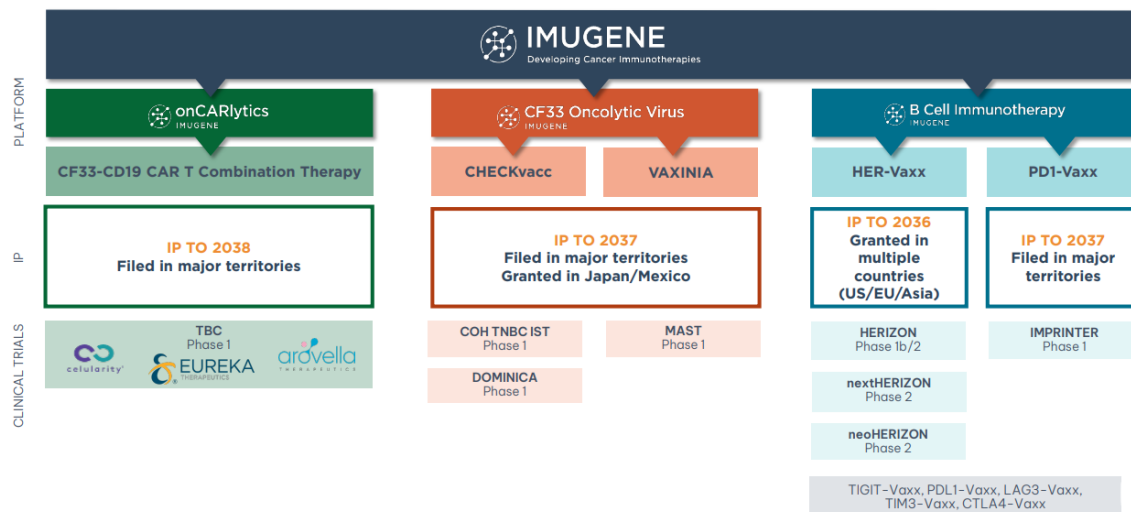 IMUGENE
Developing Cancer Immunotherapies
PLATFORM
onCARlytics
IMUGENE
CF33 Oncolytic Virus
IMUGENE
B Cell Immunotherapy
IMUGENE
CF33-CD19 CAR T Combination Therapy
CHECKvacc
VAXINIA
HER-Vaxx
PD1-Vaxx
IP
IP TO 2038
Filed in major territories
IP TO 2037
Filed in major territories
Granted in Japan/Mexico
IP TO 2036
Granted in
multiple
countries
(US/EU/Asia)
IP TO 2037
Filed in major
territories
CLINICAL TRIALS
TBC
Phase 1
celularity
EUREKA
THERAPEUTICS
arovella
THERAPEUTICS
COH TNBC IST
Phase 1
DOMINICA
Phase 1
MAST
Phase 1
HERIZON
Phase 1b/2
nextHERIZON
Phase 2
neoHERIZON
Phase 2
IMPRINTER
Phase 1
TIGIT-Vaxx, PDL1-Vaxx, LAG3-Vaxx,
TIM3-Vaxx, CTLA4-Vaxx